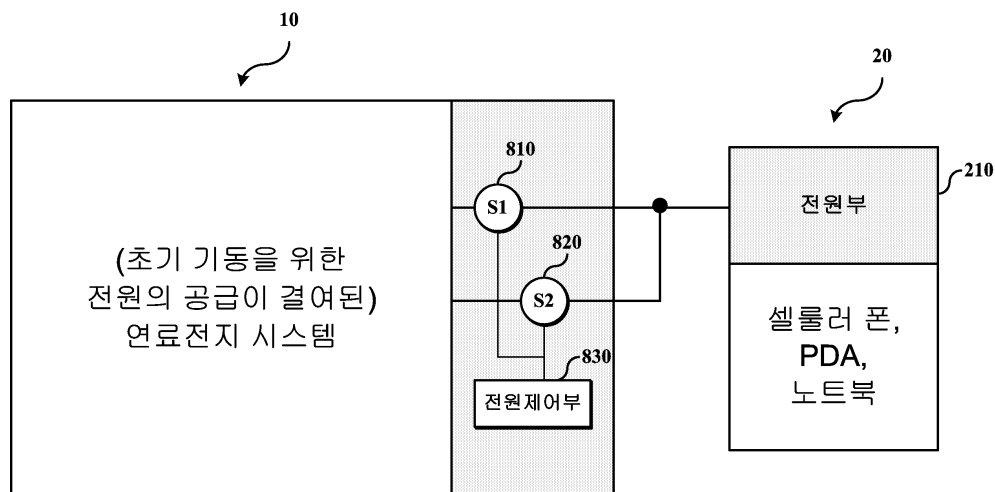 10
20
810
210
S1
전원부
820
(초기 기동을 위한
전원의 공급이 결여된)
연료전지 시스템
S2
셀룰러 폰,
PDA,
노트북
830
전원제어부